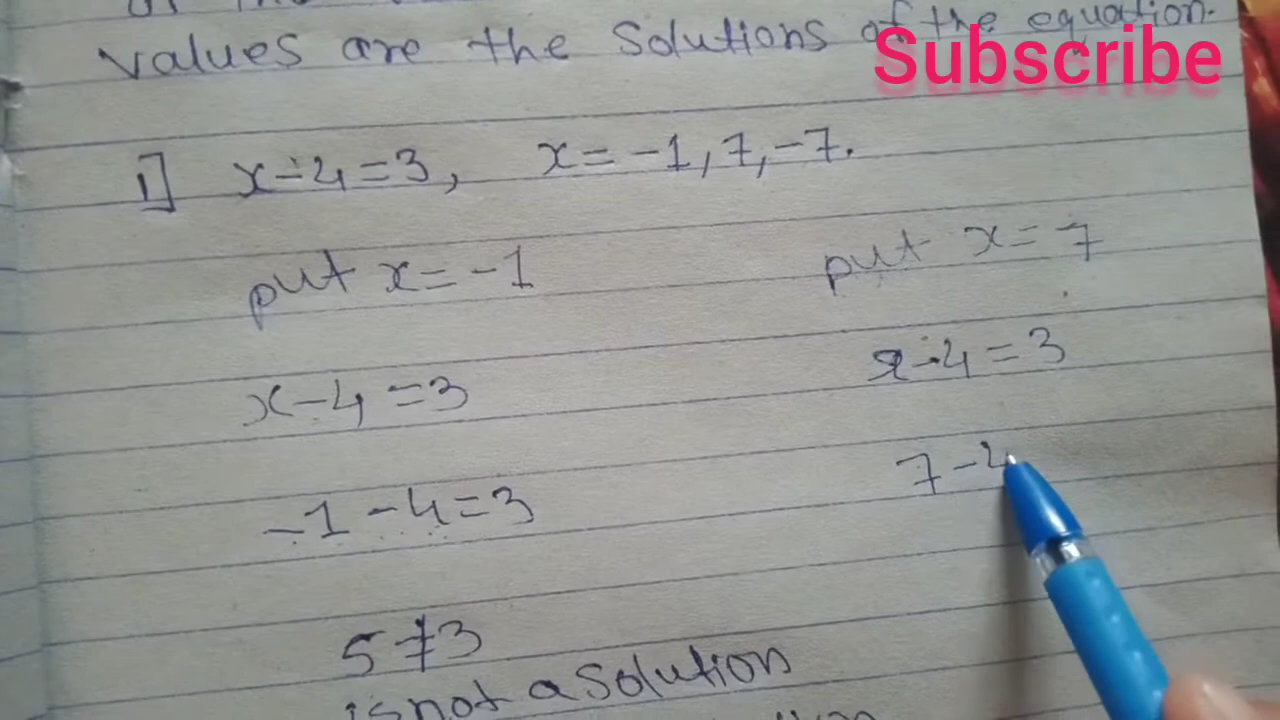 values are the solutions of the equation.
Subscribe
1] x-4=3, x=-1,7,-7.
put x=-1
x-4=3
-1-4=3
5≠3
is not a solution
put x=7
x-4=3
7-4